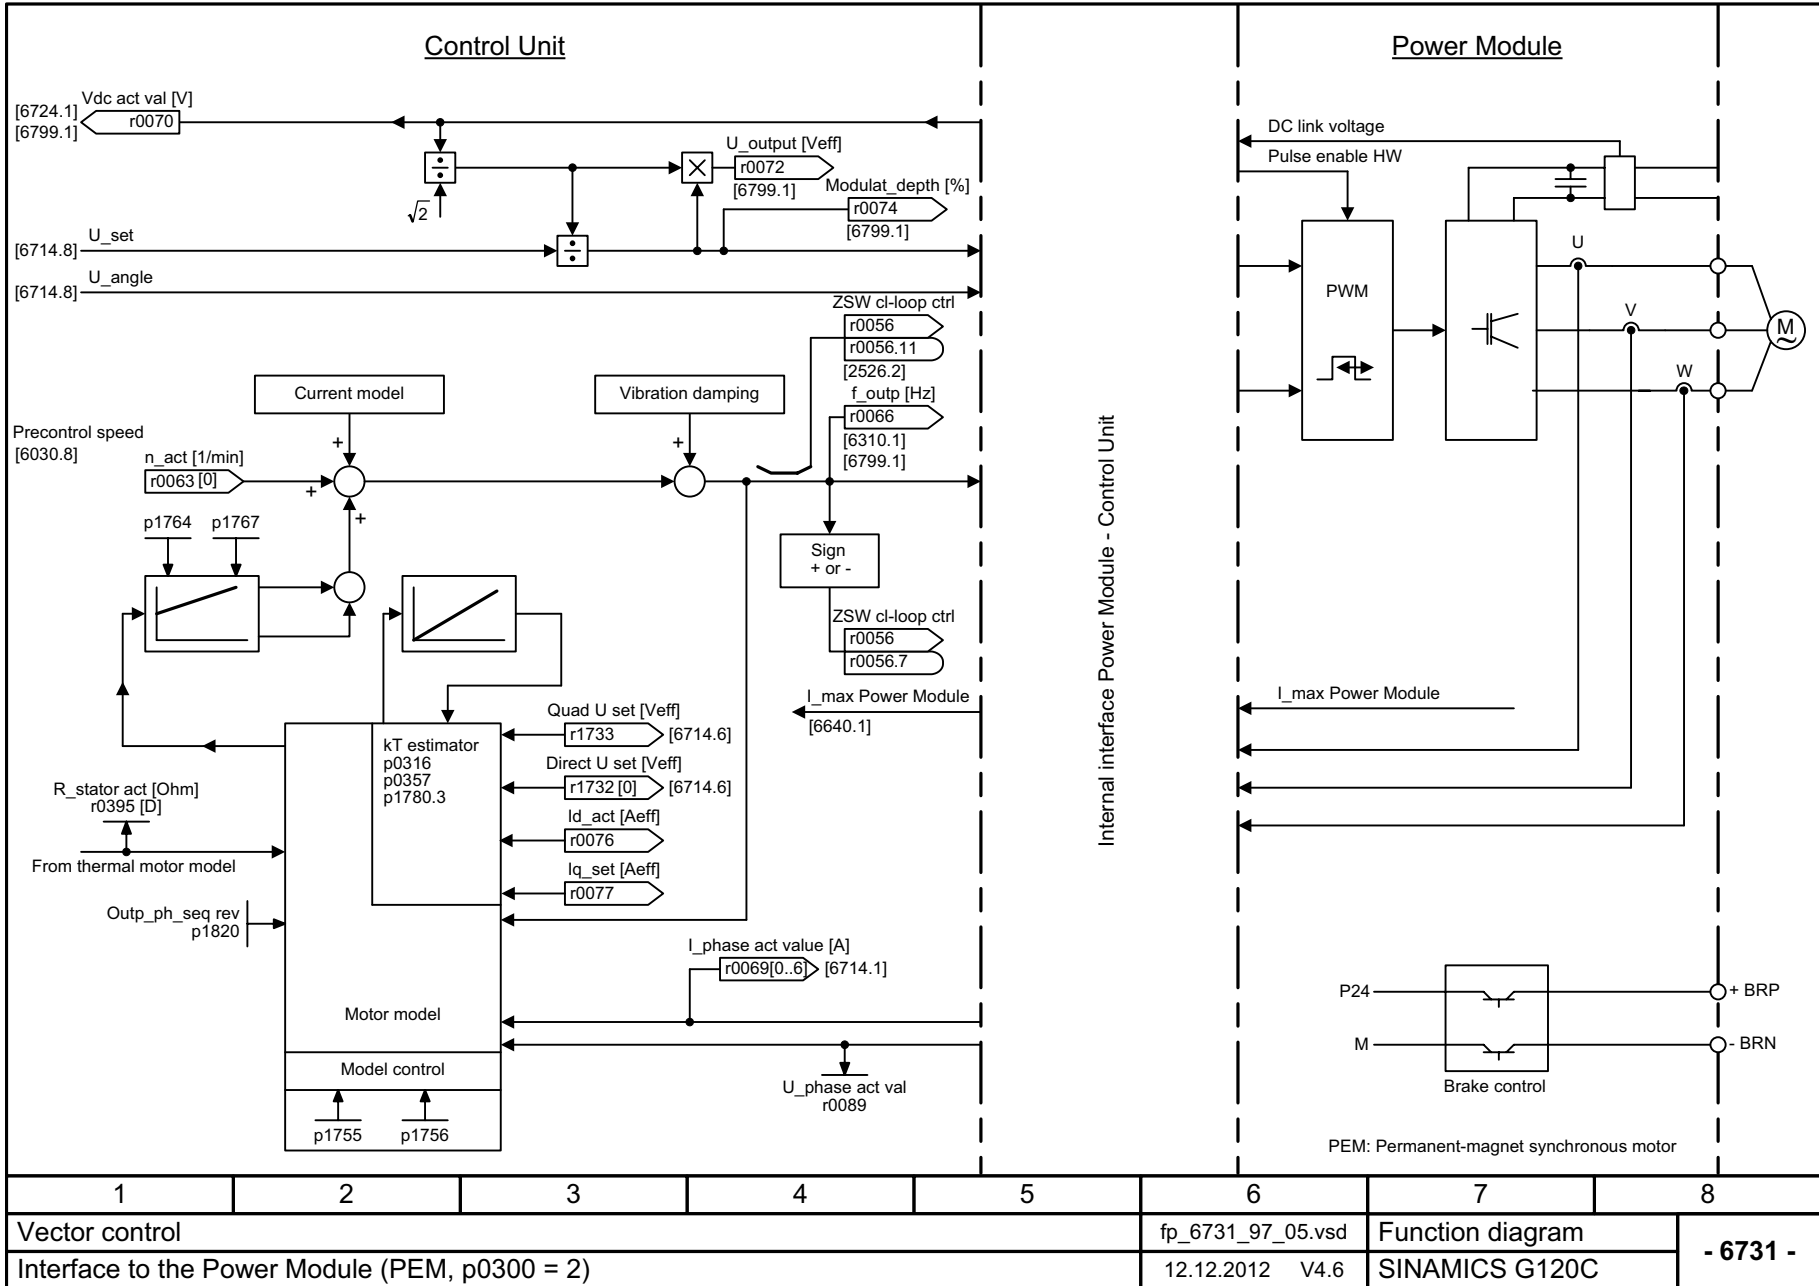 Control Unit
Power Module
Vdc act val [V]
[6724.1]
[6799.1]
r0070
÷
√2
×
U_output [Veff]
r0072
[6799.1]
Modulat_depth [%]
r0074
[6799.1]
U_set
[6714.8]
÷
U_angle
[6714.8]
ZSW cl-loop ctrl
r0056
r0056.11
[2526.2]
f_outp [Hz]
r0066
[6310.1]
[6799.1]
Current model
Vibration damping
+
+
Precontrol speed
[6030.8]
n_act [1/min]
r0063 [0]
+
+
p1764
p1767
Sign
+ or -
ZSW cl-loop ctrl
r0056
r0056.7
I_max Power Module
[6640.1]
Quad U set [Veff]
r1733
[6714.6]
Direct U set [Veff]
r1732 [0]
[6714.6]
Id_act [Aeff]
r0076
Iq_set [Aeff]
r0077
kT estimator
p0316
p0357
p1780.3
R_stator act [Ohm]
r0395 [D]
From thermal motor model
Outp_ph_seq rev
p1820
I_phase act value [A]
r0069[0..6]
[6714.1]
Motor model
Model control
p1755
p1756
U_phase act val
r0089
Internal interface Power Module - Control Unit
DC link voltage
Pulse enable HW
PWM
U
V
W
M
~
I_max Power Module
P24
M
+ BRP
- BRN
Brake control
PEM: Permanent-magnet synchronous motor
1
2
3
4
5
6
7
8
Vector control
fp_6731_97_05.vsd
Function diagram
- 6731 -
Interface to the Power Module (PEM, p0300 = 2)
12.12.2012 V4.6
SINAMICS G120C